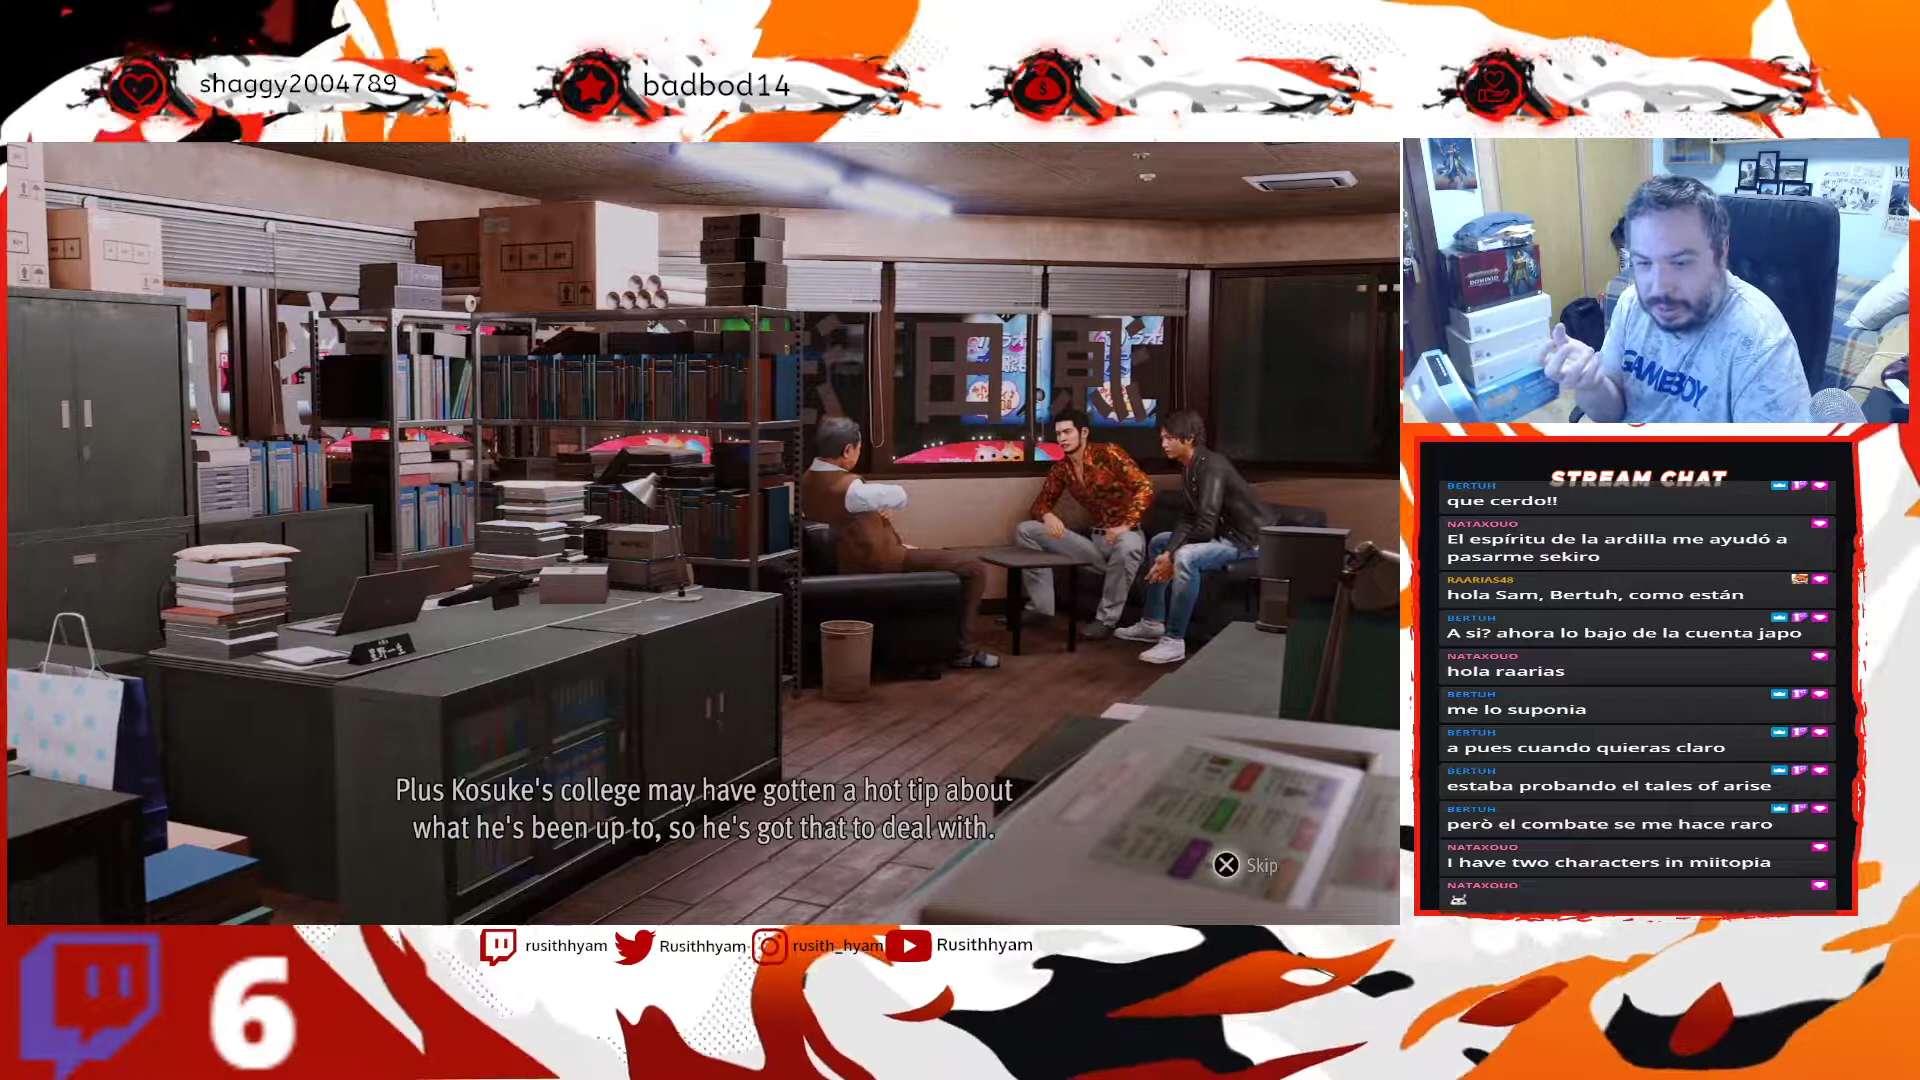 shaggy2004789
badbod14
GAMEBOY
STREAM CHAT
BERTUH
que cerdo!!
NATAXOUO
El espíritu de la ardilla me ayudó a
pasarme sekiro
RAARIAS48
hola Sam, Bertuh, como están
BERTUH
A si? ahora lo bajo de la cuenta japo
NATAXOUO
hola raarias
BERTUH
me lo suponia
BERTUH
a pues cuando quieras claro
BERTUH
estaba probando el tales of arise
BERTUH
però el combate se me hace raro
NATAXOUO
I have two characters in miitopia
NATAXOUO
Plus Kosuke's college may have gotten a hot tip about
what he's been up to, so he's got that to deal with.
Skip
rusithhyam
Rusithhyam
rusith_hyam
Rusithhyam
6